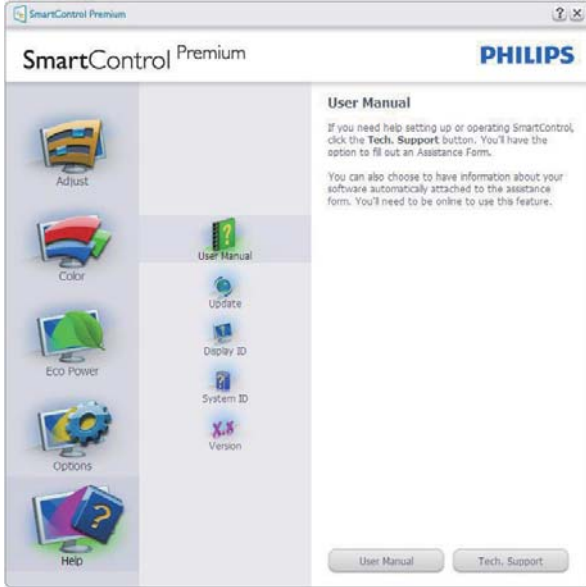 SmartControl Premium
? ×
SmartControl Premium
PHILIPS
Adjust
Color
Eco Power
Options
Help
User Manual
Update
Display ID
System ID
X.X
Version
User Manual
If you need help setting up or operating SmartControl,
click the Tech. Support button. You'll have the
option to fill out an Assistance Form.
You can also choose to have information about your
software automatically attached to the assistance
form. You'll need to be online to use this feature.
User Manual
Tech. Support